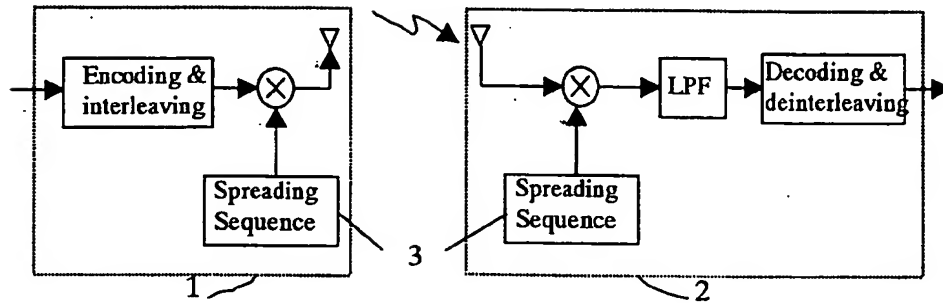 Encoding &
interleaving
Spreading
Sequence
LPF
Decoding &
deinterleaving
Spreading
Sequence
3
1
2